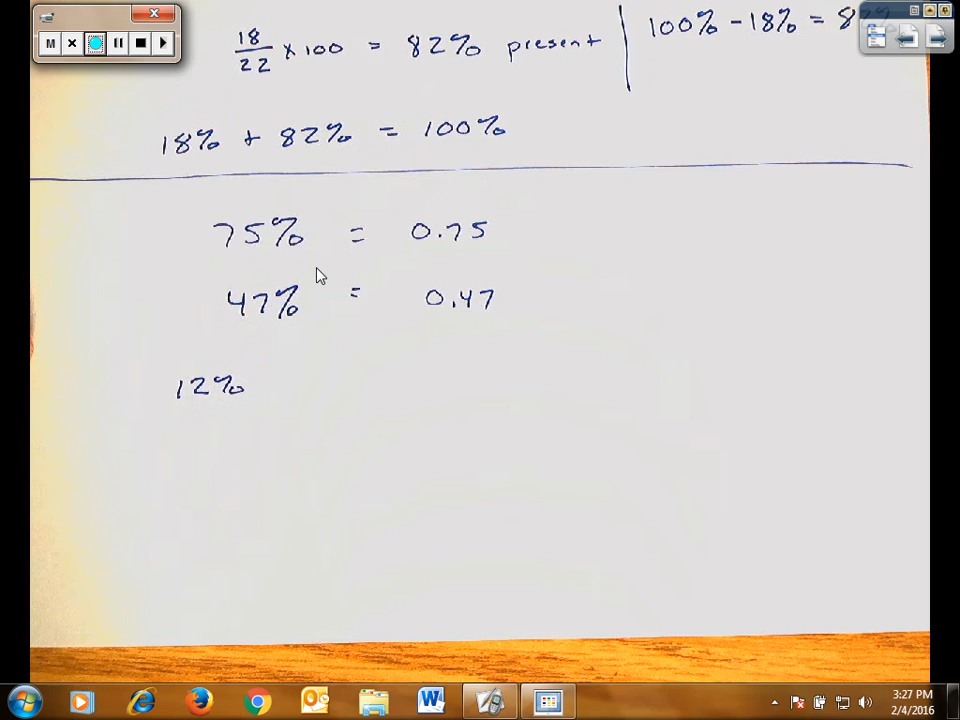 18/22 x 100 = 82% present
100% - 18% = 82%
18% + 82% = 100%
75% = 0.75
47% = 0.47
12%
M
3:27 PM
2/4/2016